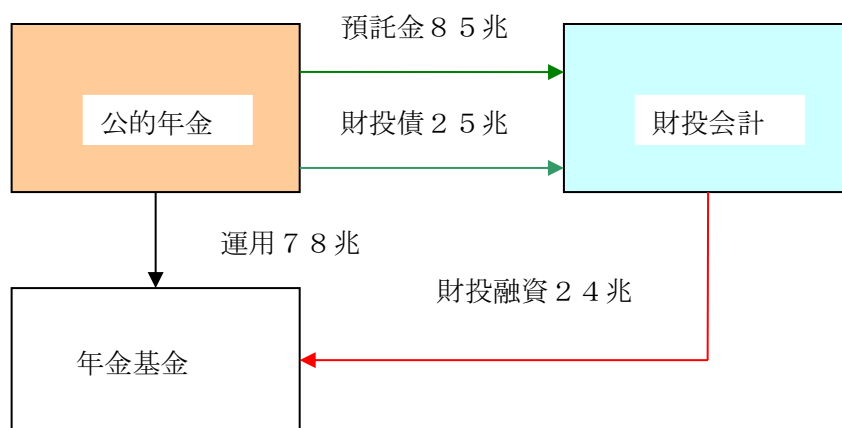 預託金８５兆
公的年金
財投債２５兆
財投会計
運用７８兆
財投融資２４兆
年金基金